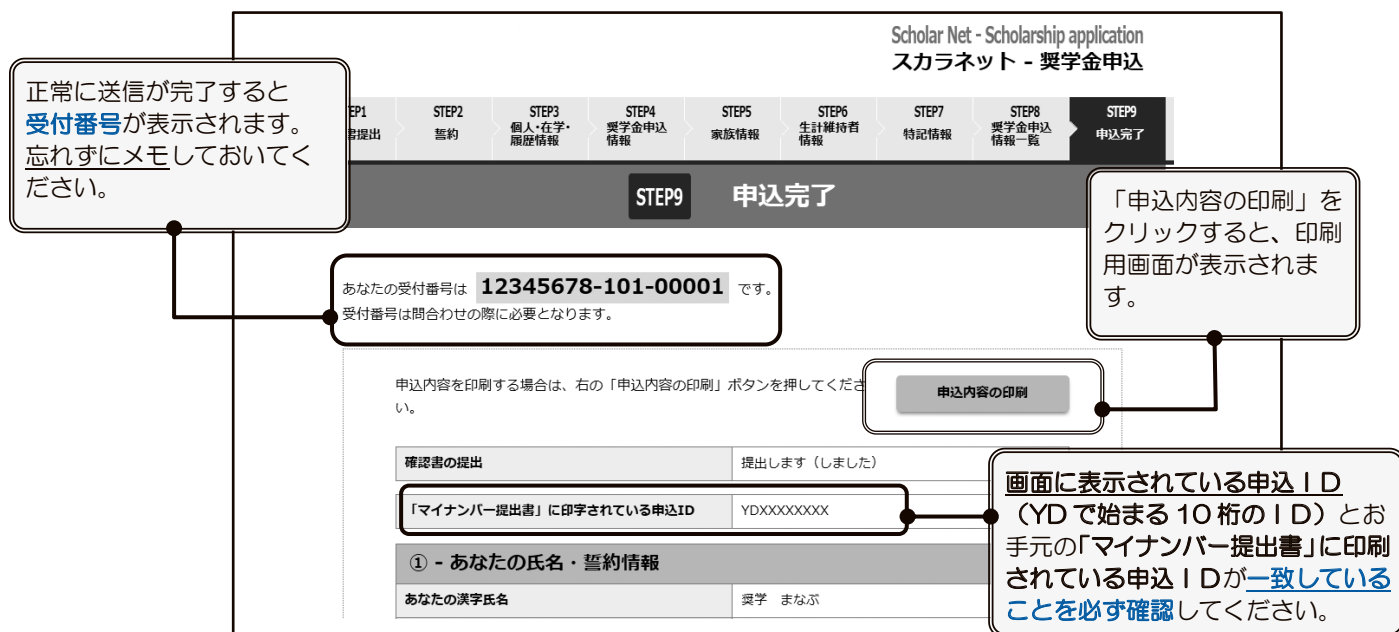 Scholar Net - Scholarship application
スカラネット - 奨学金申込
正常に送信が完了すると
受付番号が表示されます。
忘れずにメモしておいてく
ださい。
STEP2
誓約
STEP3
個人・在学・
履歴情報
STEP4
奨学金申込
情報
STEP5
家族情報
STEP6
生計維持者
情報
STEP7
特記情報
STEP8
奨学金申込
情報一覧
STEP9
申込完了
STEP9 申込完了
「申込内容の印刷」を
クリックすると、印刷
用画面が表示されま
す。
あなたの受付番号は 12345678-101-00001 です。
受付番号は問合わせの際に必要となります。
申込内容を印刷する場合は、右の「申込内容の印刷」ボタンを押してくださ
い。
申込内容の印刷
確認書の提出 提出します（しました）
「マイナンバー提出書」に印字されている申込ID YDXXXXXXXX
画面に表示されている申込ＩＤ
（YDで始まる10桁のＩＤ）とお
手元の「マイナンバー提出書」に印刷
されている申込ＩＤが一致している
ことを必ず確認してください。
① - あなたの氏名・誓約情報
あなたの漢字氏名 奨学 まなぶ